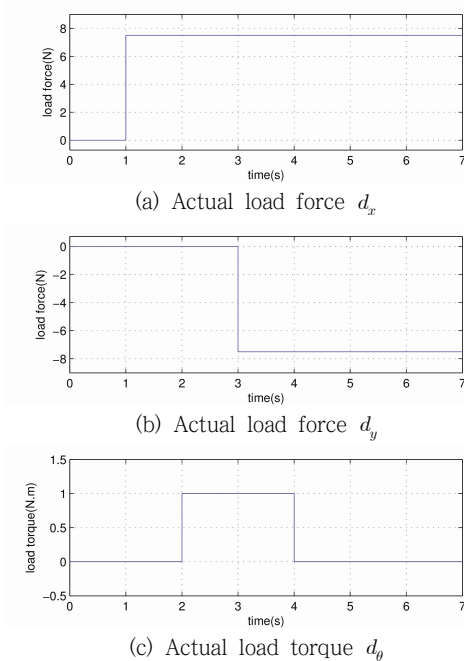 8
6
4
2
0
load force(N)
0 1 2 3 4 5 6 7
time(s)
(a) Actual load force dₓ
0
−2
−4
−6
−8
load force(N)
0 1 2 3 4 5 6 7
time(s)
(b) Actual load force d_y
1.5
1
0.5
0
−0.5
load torque(N.m)
0 1 2 3 4 5 6 7
time(s)
(c) Actual load torque d_θ